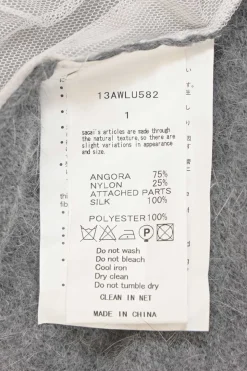 13AWLU582
1
sacai's articles are made through
the natural texture, so there are
slight variations in appearance
and size.
ANGORA 75%
NYLON 25%
ATTACHED PARTS
SILK 100%
POLYESTER 100%
Do not wash
Do not bleach
Cool iron
Dry clean
Do not tumble dry
CLEAN IN NET
MADE IN CHINA